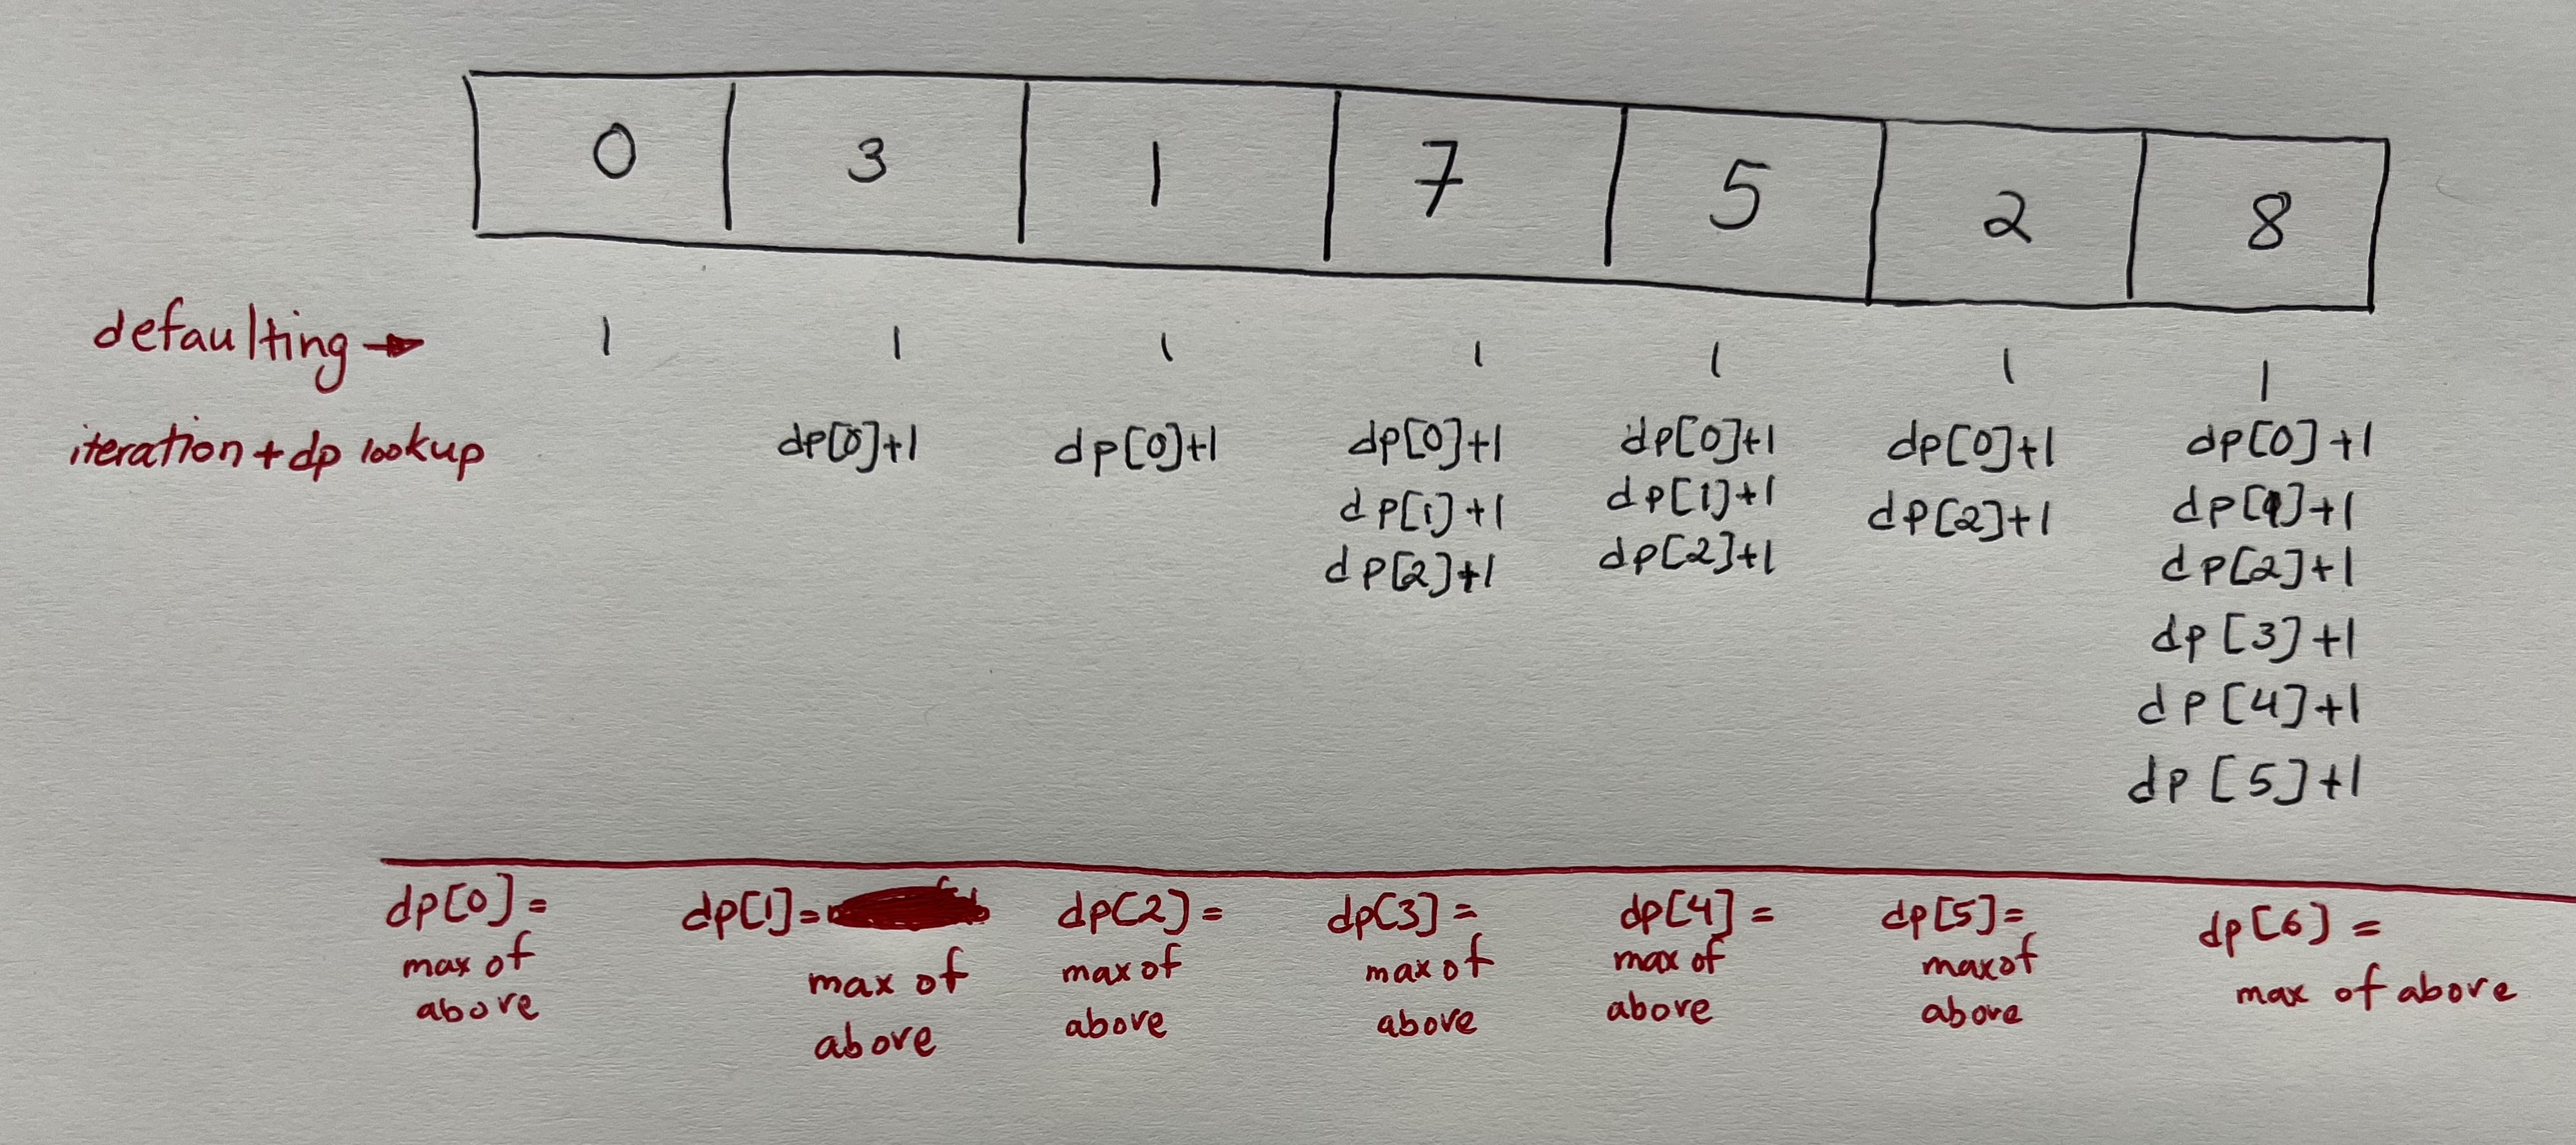 0 3 1 7 5 2 8
defaulting → 1 1 1 1 1 1 1
iteration + dp lookup dp[0]+1 dp[0]+1 dp[0]+1 dp[0]+1 dp[0]+1 dp[0]+1
dp[1]+1 dp[1]+1 dp[2]+1 dp[1]+1
dp[2]+1 dp[2]+1 dp[2]+1
dp[3]+1
dp[4]+1
dp[5]+1
dp[0]= dp[1]= dp[2]= dp[3]= dp[4]= dp[5]= dp[6]=
max of max of max of max of max of max of max of above
above above above above above above